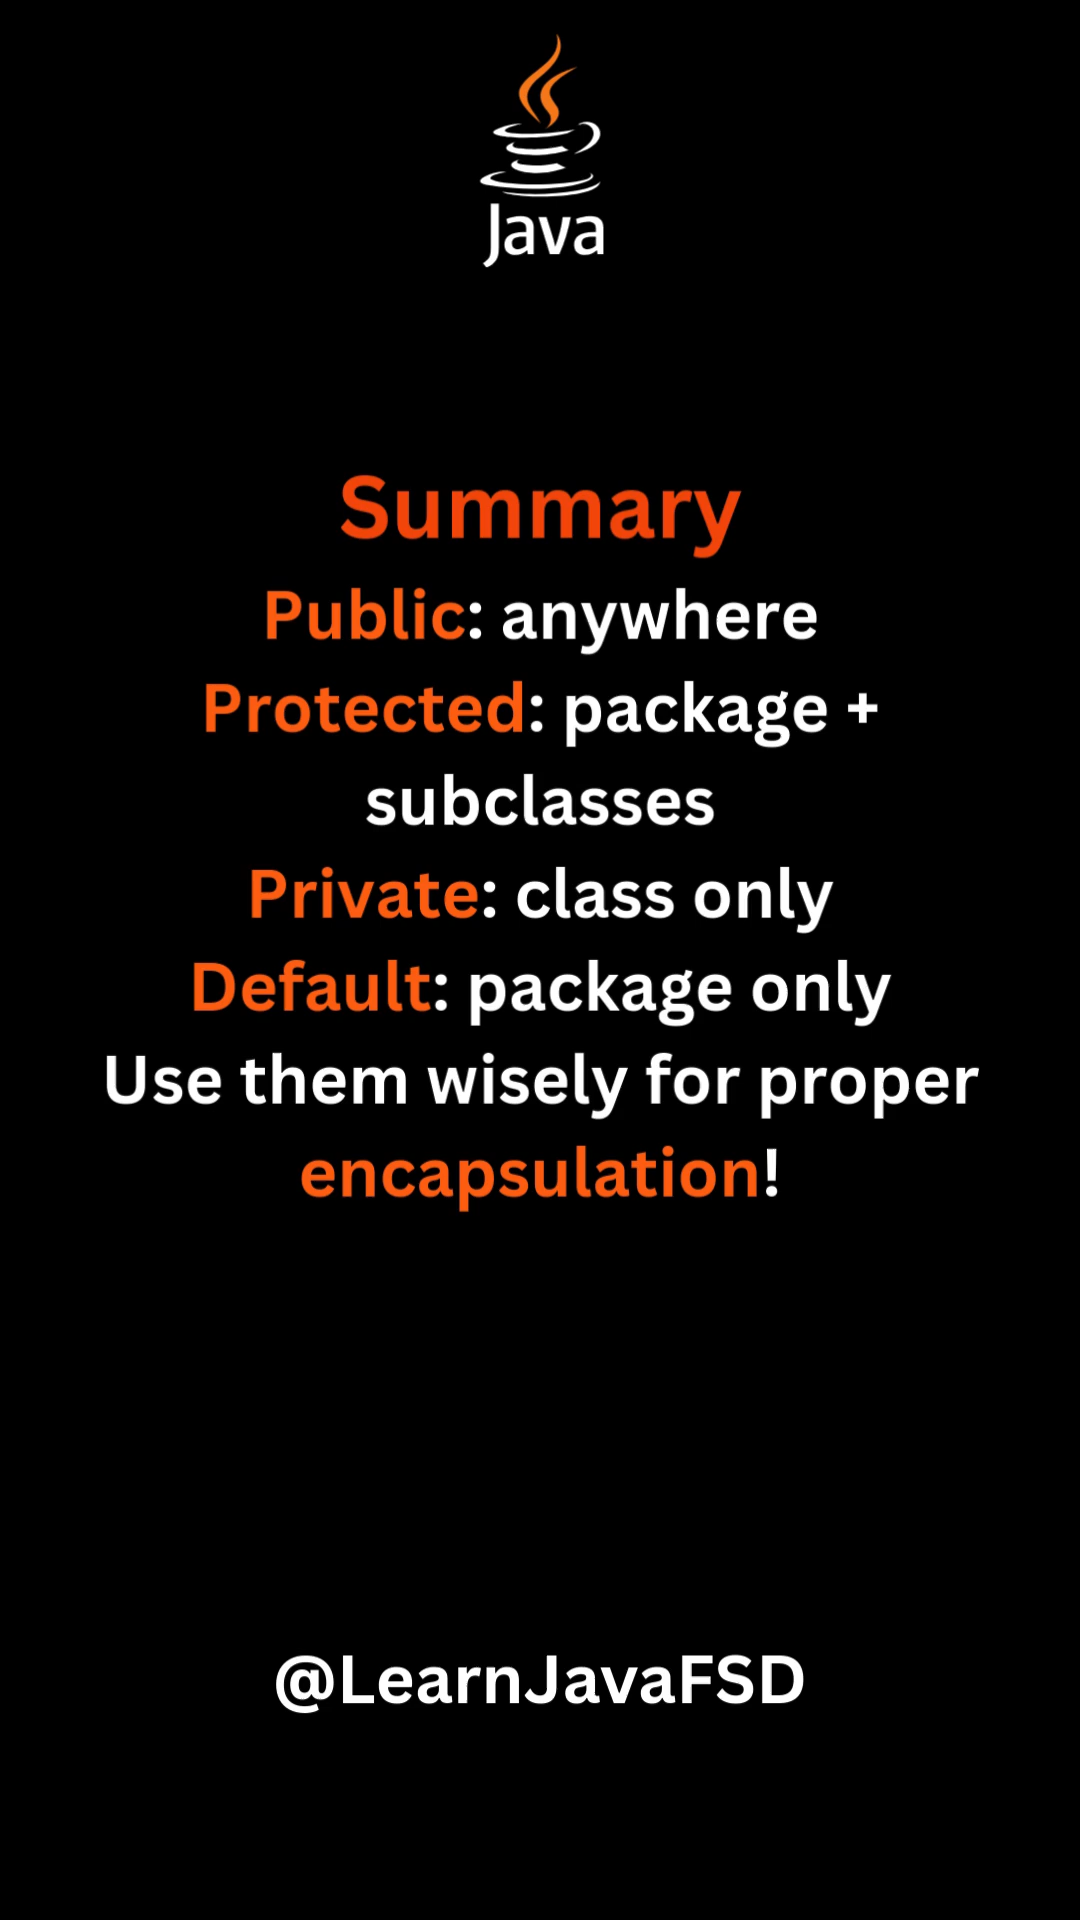 Java
Summary
Public: anywhere
Protected: package +
subclasses
Private: class only
Default: package only
Use them wisely for proper
encapsulation!
@LearnJavaFSD